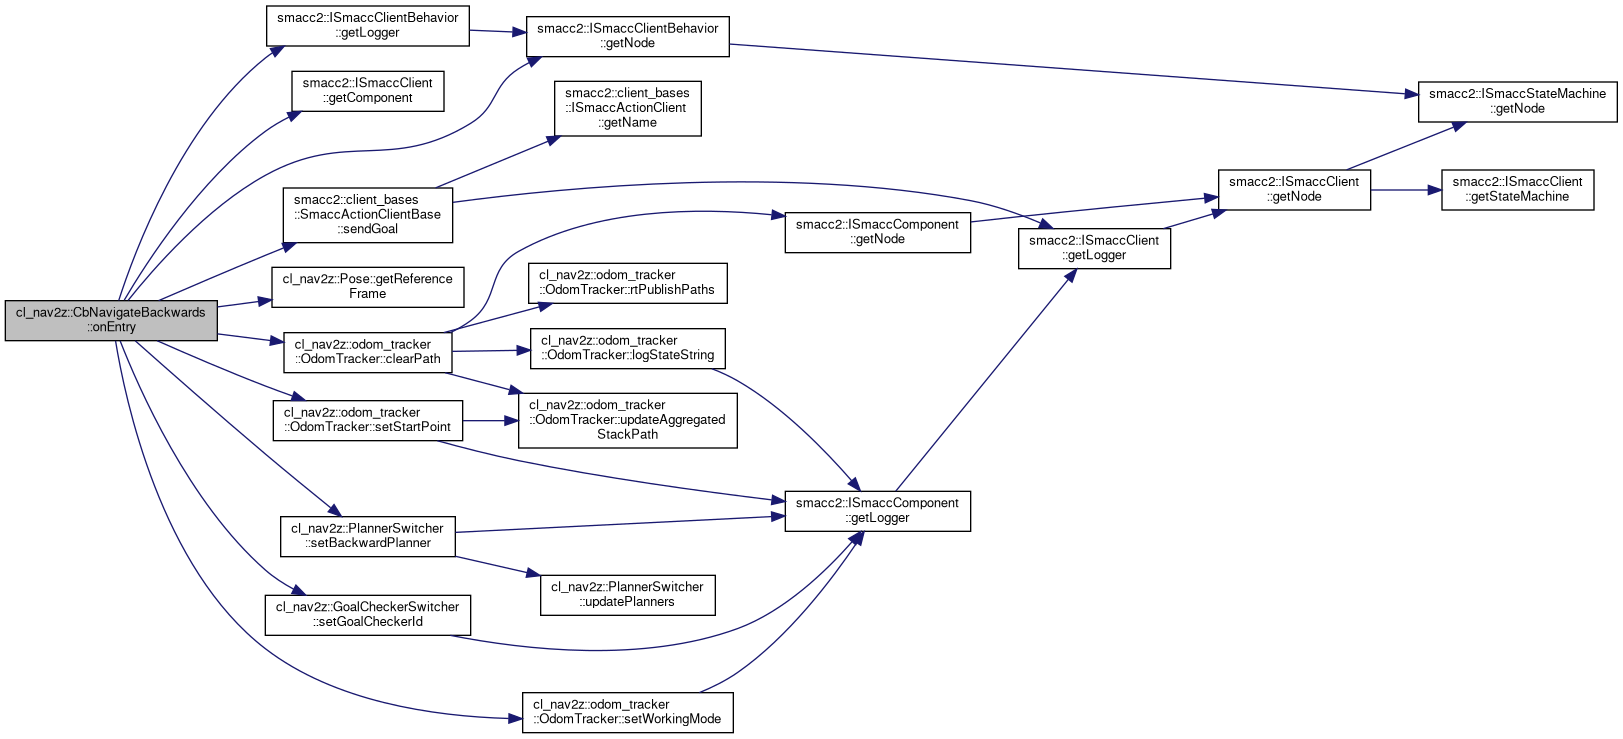 cl_nav2z::CbNavigateBackwards
::onEntry
smacc2::ISmaccClientBehavior
::getLogger
smacc2::ISmaccClient
::getComponent
smacc2::client_bases
::SmaccActionClientBase
::sendGoal
cl_nav2z::Pose::getReference
Frame
cl_nav2z::odom_tracker
::OdomTracker::clearPath
cl_nav2z::odom_tracker
::OdomTracker::setStartPoint
cl_nav2z::PlannerSwitcher
::setBackwardPlanner
cl_nav2z::GoalCheckerSwitcher
::setGoalCheckerId
smacc2::ISmaccClientBehavior
::getNode
smacc2::client_bases
::ISmaccActionClient
::getName
cl_nav2z::odom_tracker
::OdomTracker::rtPublishPaths
cl_nav2z::odom_tracker
::OdomTracker::logStateString
cl_nav2z::odom_tracker
::OdomTracker::updateAggregated
StackPath
cl_nav2z::PlannerSwitcher
::updatePlanners
cl_nav2z::odom_tracker
::OdomTracker::setWorkingMode
smacc2::ISmaccComponent
::getNode
smacc2::ISmaccComponent
::getLogger
smacc2::ISmaccClient
::getLogger
smacc2::ISmaccClient
::getNode
smacc2::ISmaccStateMachine
::getNode
smacc2::ISmaccClient
::getStateMachine